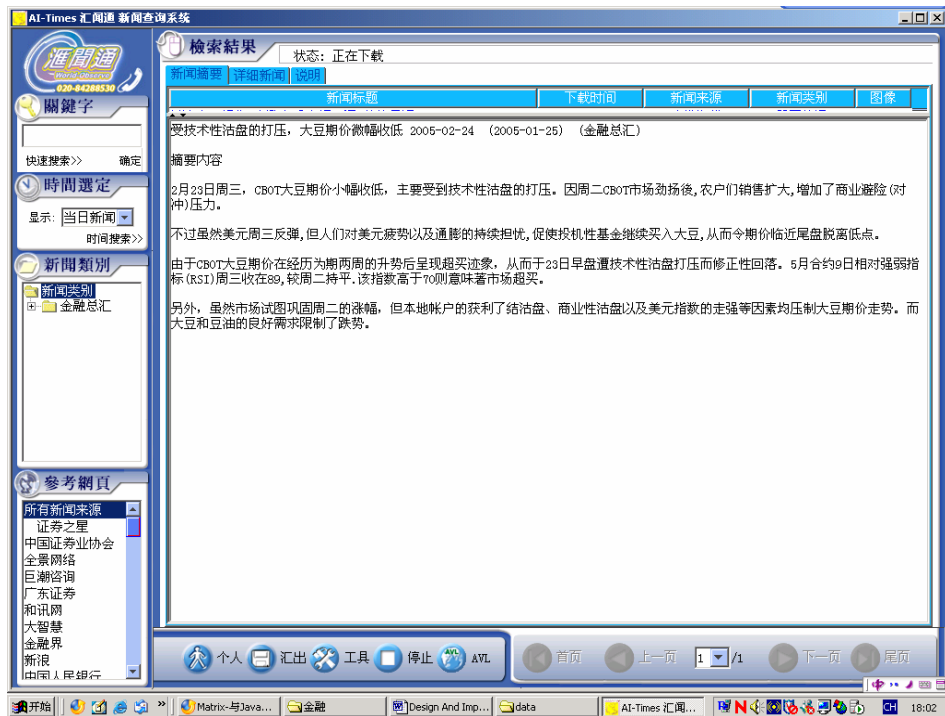 AI-Times 汇闻通 新闻查询系统
滙聞通
World Observer
020-84288530
關鍵字
快速搜索>> 确定
時間選定
显示: 当日新闻
时间搜索>>
新聞類別
新闻类别
金融总汇
參考網頁
所有新闻来源
证券之星
中国证券业协会
全景网络
巨潮咨询
广东证券
和讯网
大智慧
金融界
新浪
中国人民银行
檢索結果
状态: 正在下载
新闻摘要 详细新闻 说明
新闻标题 下载时间 新闻来源 新闻类别 图像
受技术性沽盘的打压，大豆期价微幅收低 2005-02-24 （2005-01-25） (金融总汇)
摘要内容
2月23日周三，CBOT大豆期价小幅收低，主要受到技术性沽盘的打压。因周二CBOT市场劲扬後,农户们销售扩大,增加了商业避险(对
冲)压力。
不过虽然美元周三反弹,但人们对美元疲势以及通膨的持续担忧,促使投机性基金继续买入大豆,从而令期价临近尾盘脱离低点。
由于CBOT大豆期价在经历为期两周的升势后呈现超买迹象，从而于23日早盘遭技术性沽盘打压而修正性回落。5月合约9日相对强弱指
标(RSI)周三收在89,较周二持平.该指数高于70则意味著市场超买。
另外，虽然市场试图巩固周二的涨幅，但本地帐户的获利了结沽盘、商业性沽盘以及美元指数的走强等因素均压制大豆期价走势。而
大豆和豆油的良好需求限制了跌势。
个人 汇出 工具 停止 AVL AVL
首页 上一页 1 /1 下一页 尾页
中
开始 Matrix-与Java... 金融 Design And Imp... data AI-Times 汇闻... CH 18:02